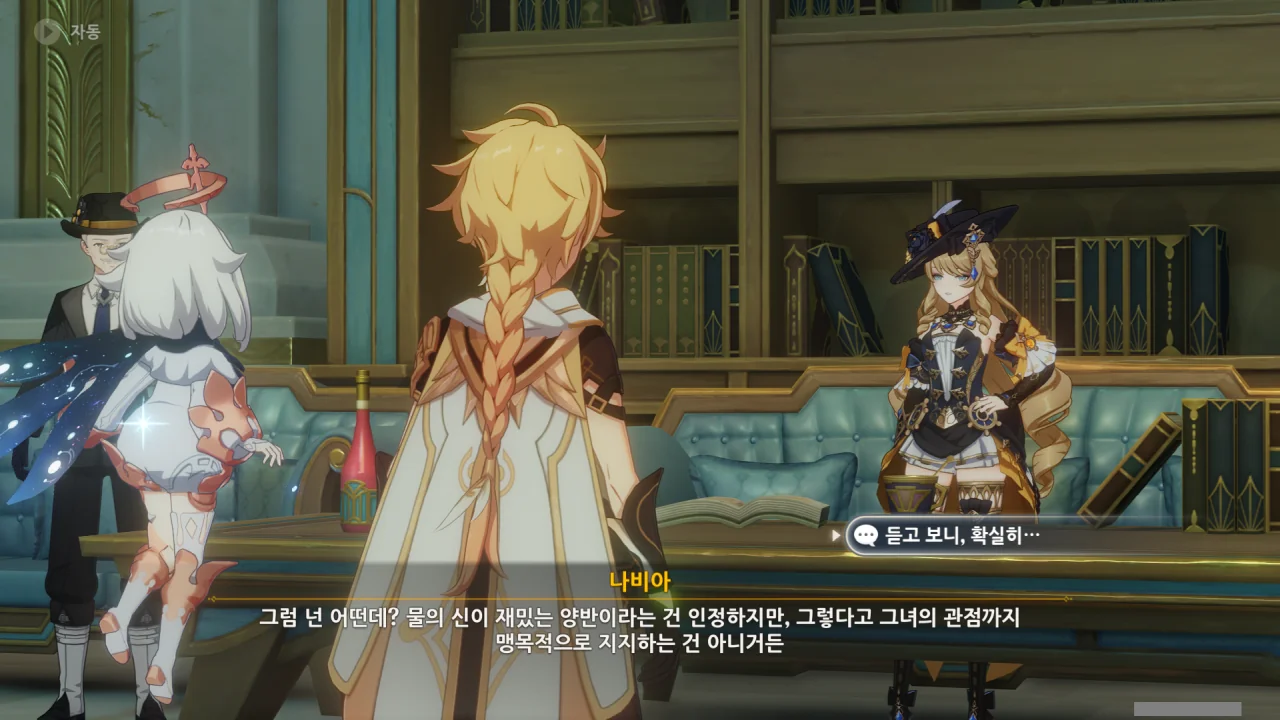 자동
듣고 보니, 확실히…
나비아
그럼 넌 어떤데? 물의 신이 재밌는 양반이라는 건 인정하지만, 그렇다고 그녀의 관점까지
맹목적으로 지지하는 건 아니거든